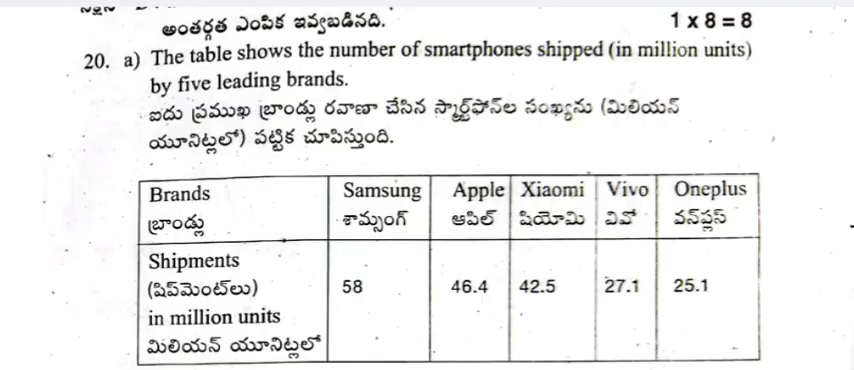 అంతర్గత ఎంపిక ఇవ్వబడినది. 1 x 8 = 8
20. a) The table shows the number of smartphones shipped (in million units)
by five leading brands.
ఐదు ప్రముఖ బ్రాండ్లు రవాణా చేసిన స్మార్ట్‌ఫోన్‌ల సంఖ్యను (మిలియన్
యూనిట్లలో) పట్టిక చూపిస్తుంది.
Brands Samsung Apple Xiaomi Vivo Oneplus
బ్రాండ్లు శామ్సంగ్ ఆపిల్ షియోమి వివో వన్‌ప్లస్
Shipments
(షిప్‌మెంట్‌లు) 58 46.4 42.5 27.1 25.1
in million units
మిలియన్ యూనిట్లలో